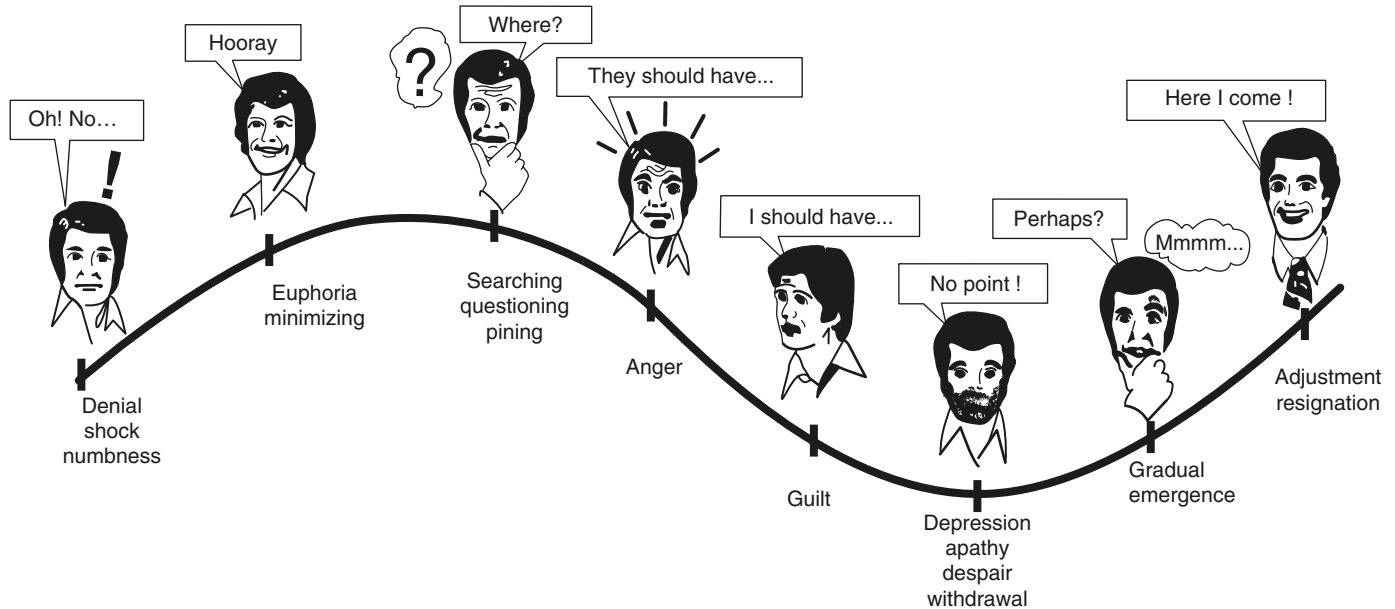 Oh! No…
!
Denial
shock
numbness
Hooray
Euphoria
minimizing
?
Where?
Searching
questioning
pining
They should have...
Anger
I should have...
Guilt
No point !
Depression
apathy
despair
withdrawal
Perhaps?
Mmmm...
Gradual
emergence
Here I come !
Adjustment
resignation